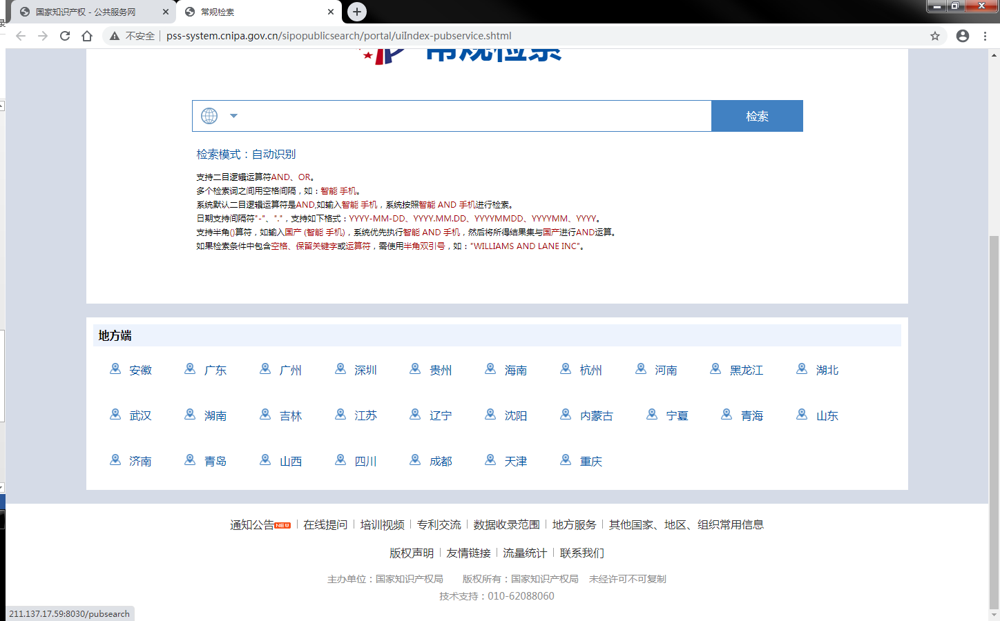 国家知识产权 - 公共服务网
常规检索
不安全 pss-system.cnipa.gov.cn/sipopublicsearch/portal/uiIndex-pubservice.shtml
常规检索
检索
检索模式：自动识别
支持二目逻辑运算符AND、OR。
多个检索词之间用空格间隔，如：智能 手机。
系统默认二目逻辑运算符是AND,如输入智能 手机，系统按照智能 AND 手机进行检索。
日期支持间隔符"-"、"."，支持如下格式：YYYY-MM-DD、YYYY.MM.DD、YYYYMMDD、YYYYMM、YYYY。
支持半角()算符，如输入国产 (智能 手机)，系统优先执行智能 AND 手机，然后将所得结果集与国产进行AND运算。
如果检索条件中包含空格、保留关键字或运算符，需使用半角双引号，如："WILLIAMS AND LANE INC"。
地方端
安徽 广东 广州 深圳 贵州 海南 杭州 河南 黑龙江 湖北
武汉 湖南 吉林 江苏 辽宁 沈阳 内蒙古 宁夏 青海 山东
济南 青岛 山西 四川 成都 天津 重庆
通知公告 NEW 在线提问 培训视频 专利交流 数据收录范围 地方服务 其他国家、地区、组织常用信息
版权声明 友情链接 流量统计 联系我们
主办单位：国家知识产权局 版权所有：国家知识产权局 未经许可不可复制
技术支持：010-62088060
211.137.17.59:8030/pubsearch